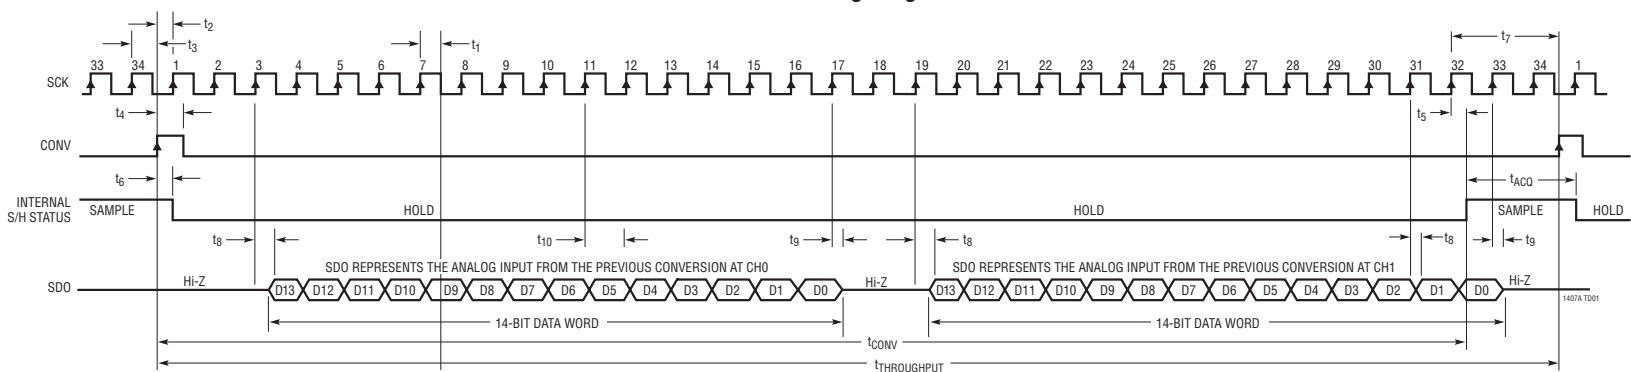 t2
t3
t1
t7
33 34 1 2 3 4 5 6 7 8 9 10 11 12 13 14 15 16 17 18 19 20 21 22 23 24 25 26 27 28 29 30 31 32 33 34 1
SCK
t4
t5
CONV
t6
tACQ
INTERNAL
S/H STATUS
SAMPLE HOLD HOLD SAMPLE HOLD
t8 t10 t9 t8 t8 t9
SDO REPRESENTS THE ANALOG INPUT FROM THE PREVIOUS CONVERSION AT CH0
SDO REPRESENTS THE ANALOG INPUT FROM THE PREVIOUS CONVERSION AT CH1
SDO Hi-Z D13 D12 D11 D10 D9 D8 D7 D6 D5 D4 D3 D2 D1 D0 Hi-Z D13 D12 D11 D10 D9 D8 D7 D6 D5 D4 D3 D2 D1 D0 Hi-Z
1407A TD01
14-BIT DATA WORD
14-BIT DATA WORD
tCONV
tTHROUGHPUT